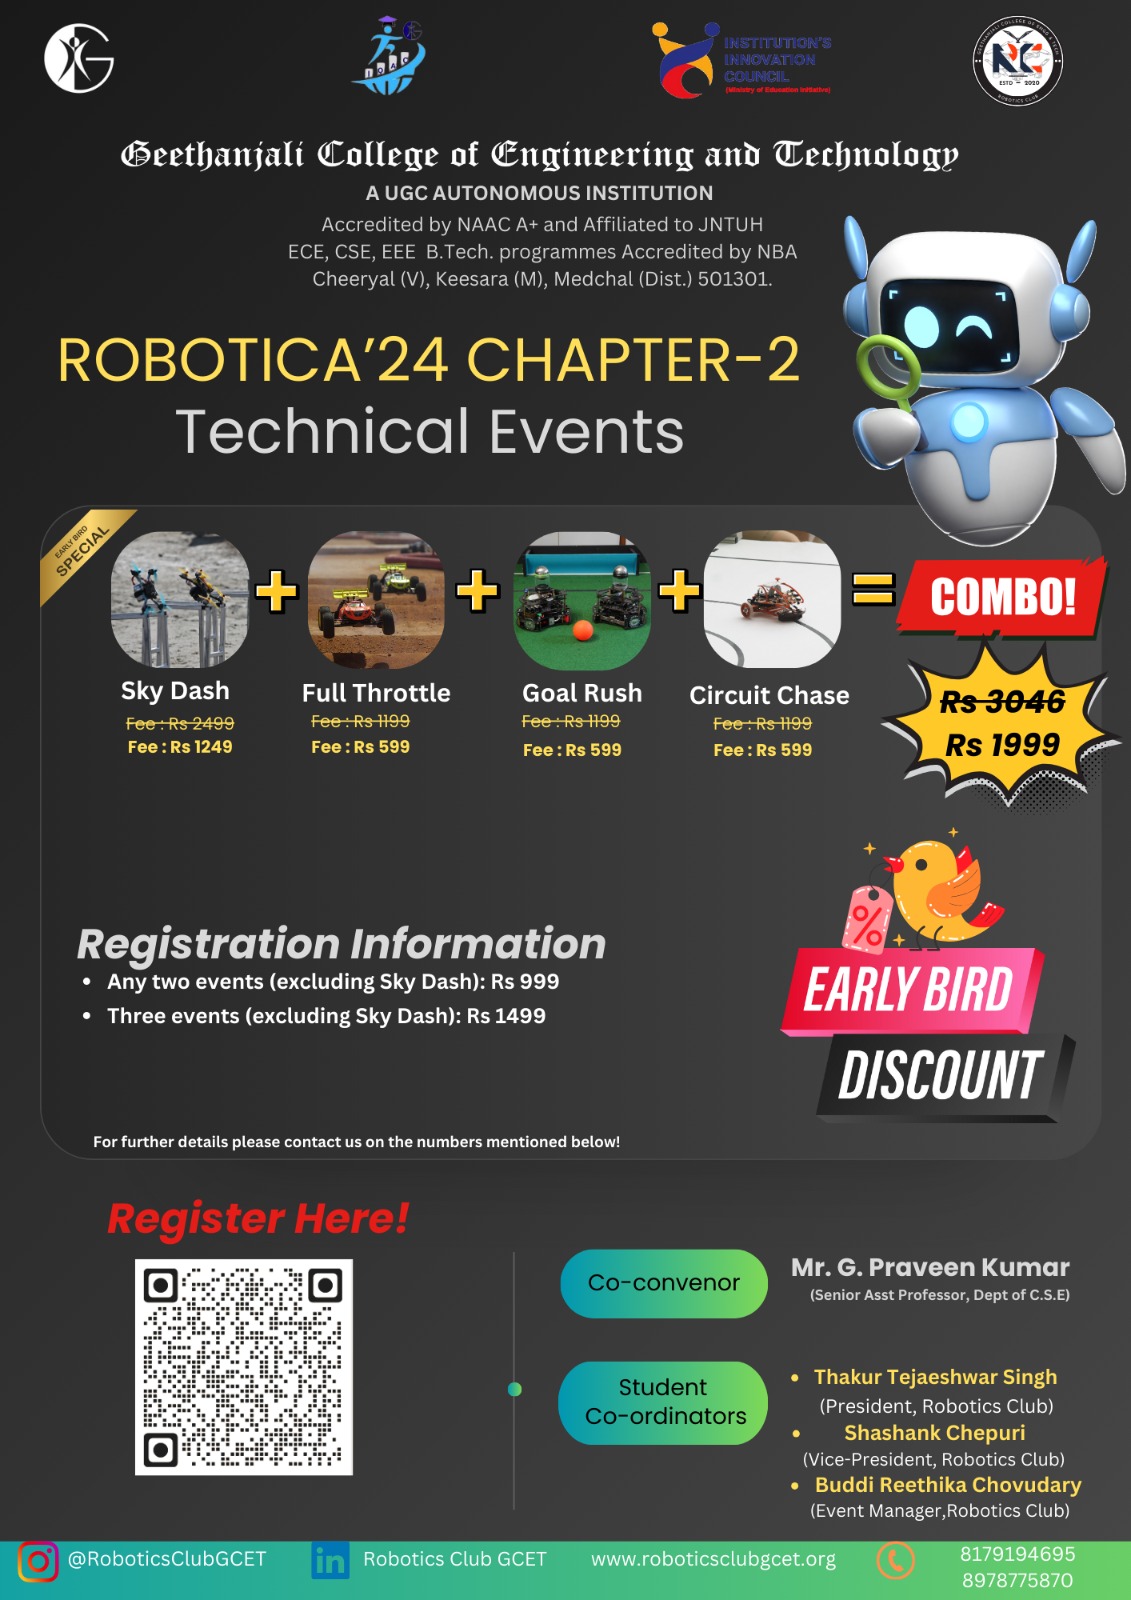 INSTITUTION'S
INNOVATION
COUNCIL
(Ministry of Education Initiative)
GEETHANJALI COLLEGE OF ENGG & TECH
ESTD - 2020
ROBOTICS CLUB
Geethanjali College of Engineering and Technology
A UGC AUTONOMOUS INSTITUTION
Accredited by NAAC A+ and Affiliated to JNTUH
ECE, CSE, EEE B.Tech. programmes Accredited by NBA
Cheeryal (V), Keesara (M), Medchal (Dist.) 501301.
ROBOTICA'24 CHAPTER-2
Technical Events
EARLY BIRD
SPECIAL
+ + + =
COMBO!
Rs 3046
Rs 1999
Sky Dash
Fee : Rs 2499
Fee : Rs 1249
Full Throttle
Fee : Rs 1199
Fee : Rs 599
Goal Rush
Fee : Rs 1199
Fee : Rs 599
Circuit Chase
Fee : Rs 1199
Fee : Rs 599
Registration Information
• Any two events (excluding Sky Dash): Rs 999
• Three events (excluding Sky Dash): Rs 1499
%
EARLY BIRD
DISCOUNT
For further details please contact us on the numbers mentioned below!
Register Here!
Co-convenor
Mr. G. Praveen Kumar
(Senior Asst Professor, Dept of C.S.E)
Student
Co-ordinators
• Thakur Tejaeshwar Singh
(President, Robotics Club)
• Shashank Chepuri
(Vice-President, Robotics Club)
• Buddi Reethika Chovudary
(Event Manager,Robotics Club)
@RoboticsClubGCET
in
Robotics Club GCET
www.roboticsclubgcet.org
8179194695
8978775870